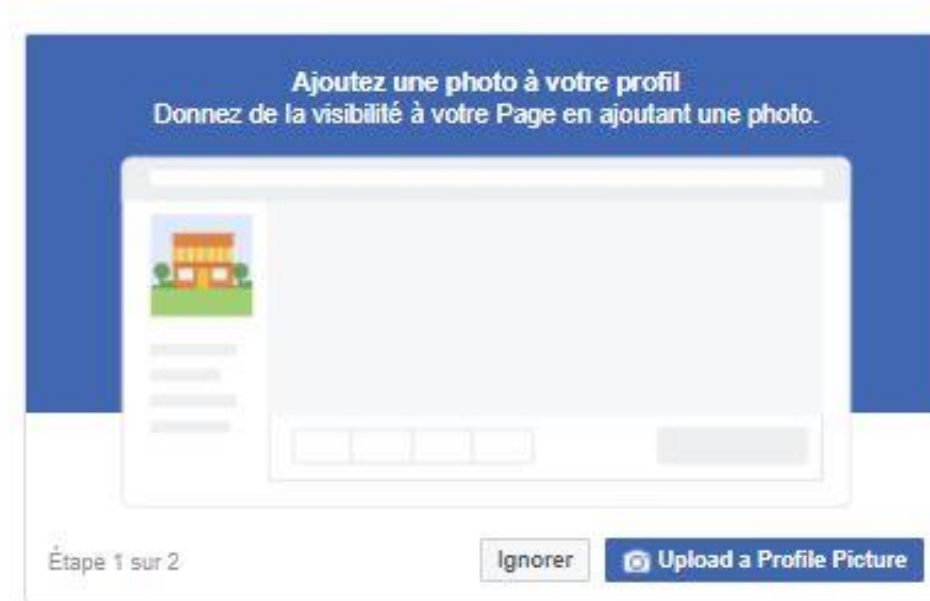 Ajoutez une photo à votre profil
Donnez de la visibilité à votre Page en ajoutant une photo.
Étape 1 sur 2
Ignorer
Upload a Profile Picture